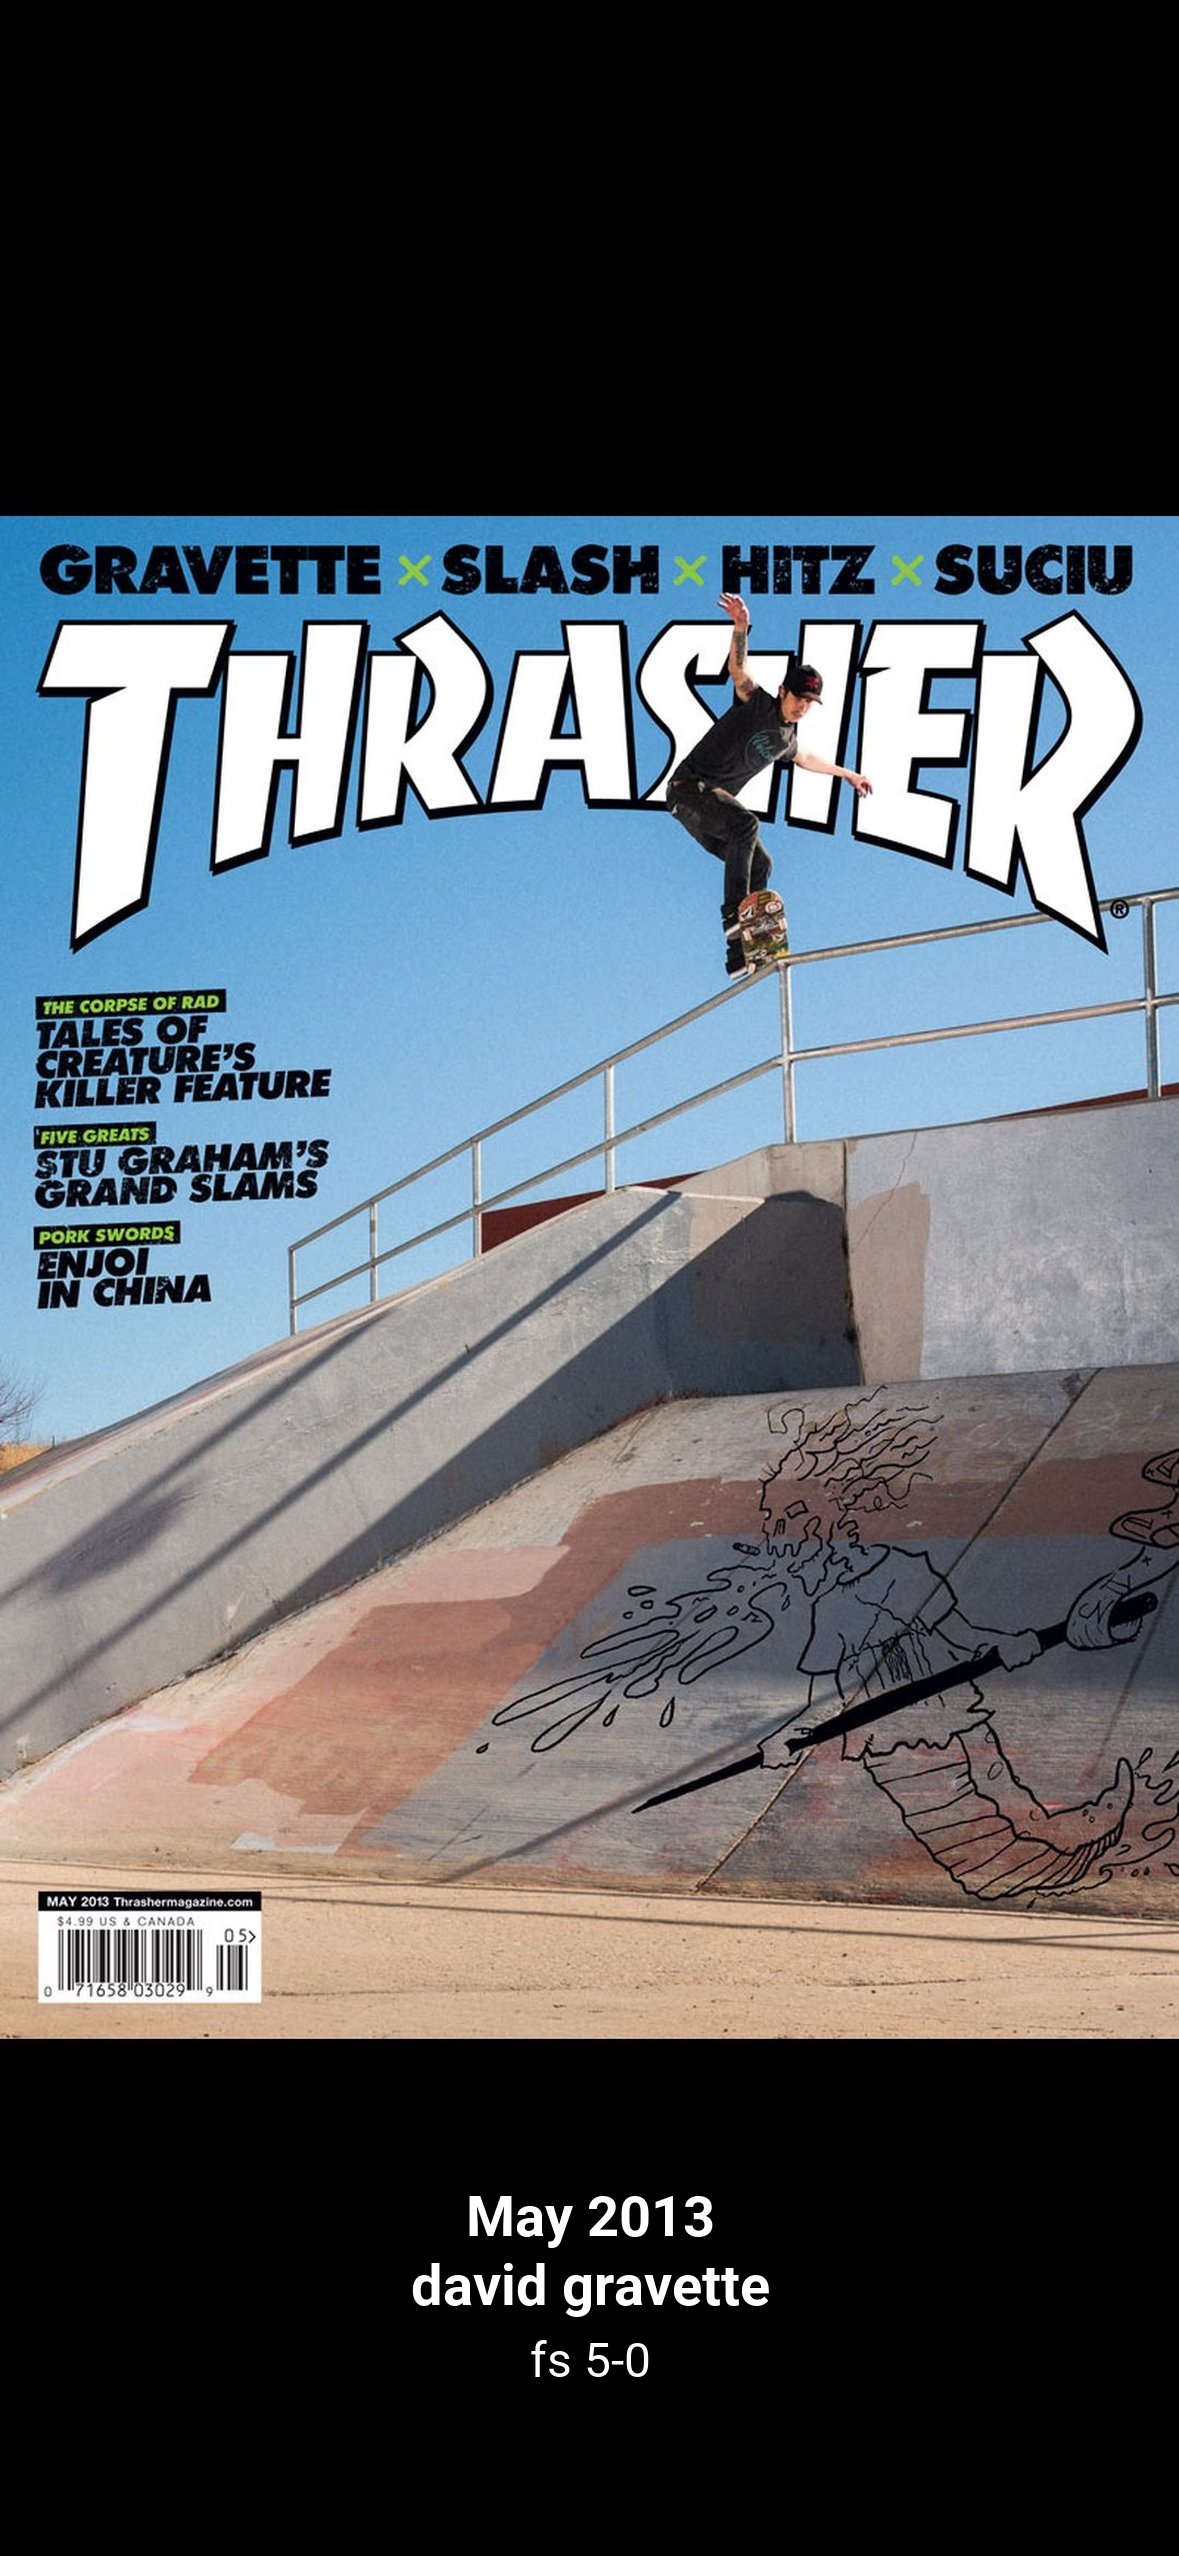 GRAVETTE × SLASH × HITZ × SUCIU
THRASHER
®
THE CORPSE OF RAD
TALES OF
CREATURE'S
KILLER FEATURE
FIVE GREATS
STU GRAHAM'S
GRAND SLAMS
PORK SWORDS
ENJOI
IN CHINA
MAY 2013 Thrashermagazine.com
$4.99 US & CANADA
05>
0 71658 03029 9
May 2013
david gravette
fs 5-0